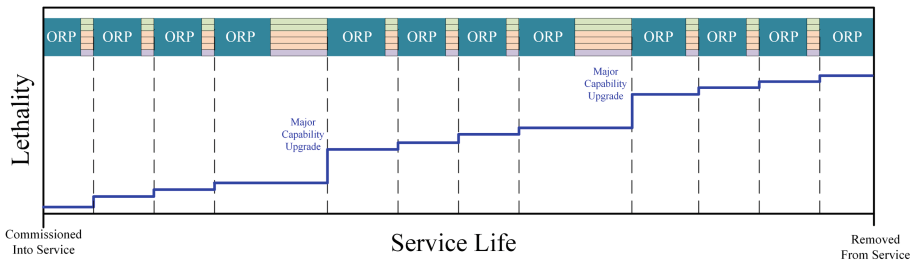 ORP ORP ORP ORP ORP ORP ORP ORP ORP ORP ORP ORP
Lethality
Major
Capability
Upgrade
Major
Capability
Upgrade
Commissioned
Into Service
Service Life
Removed
From Service